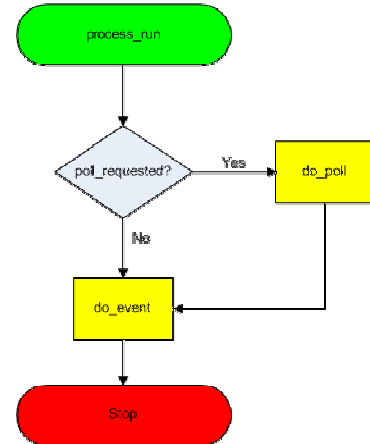 process_run
poll_requested?
Yes
do_poll
No
do_event
Stop